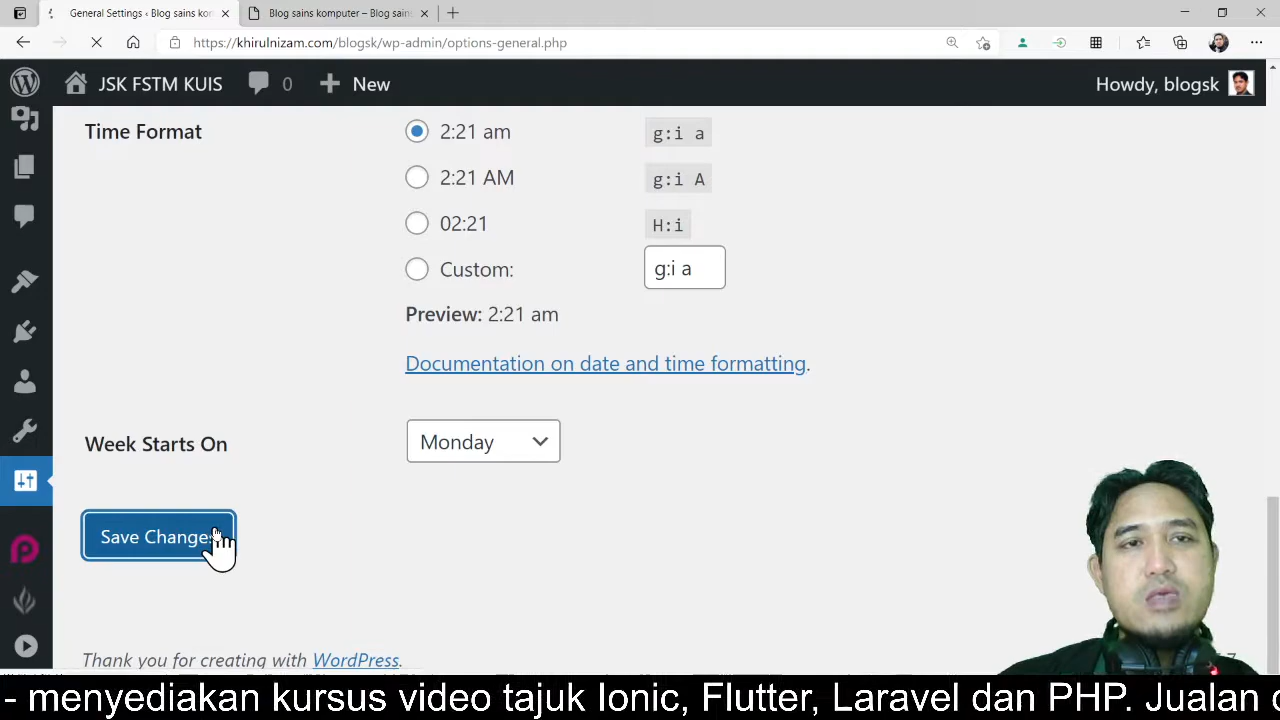 General Settings ‹ Blog sains kon
Blog sains komputer – Blog sains
https://khirulnizam.com/blogsk/wp-admin/options-general.php
JSK FSTM KUIS 0 New Howdy, blogsk
Time Format
2:21 am g:i a
2:21 AM g:i A
02:21 H:i
Custom: g:i a
Preview: 2:21 am
Documentation on date and time formatting.
Week Starts On Monday
Save Changes
Thank you for creating with WordPress.
- menyediakan kursus video tajuk Ionic, Flutter, Laravel dan PHP. Jualan